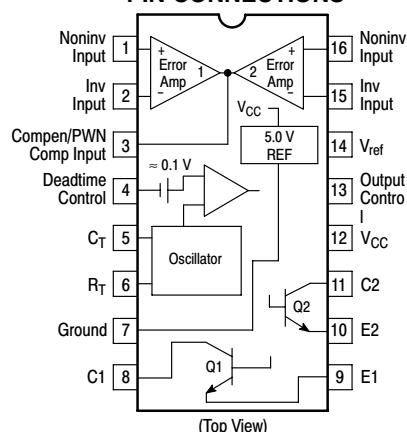 PIN CONNECTIONS
Noninv
Input
1
+
Error
Amp
1
–
2
Inv
Input
Compen/PWN
Comp Input
3
≈ 0.1 V
Deadtime
Control
4
CT
5
Oscillator
RT
6
Ground
7
C1
8
Q1
+
2
Error
Amp
–
VCC
5.0 V
REF
16
Noninv
Input
15
Inv
Input
14
Vref
13
Output
Contro
l
12
VCC
11
C2
Q2
10
E2
9
E1
(Top View)